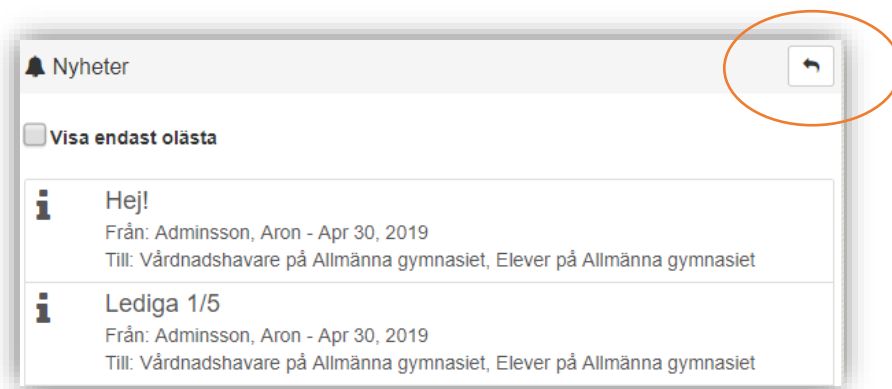 Nyheter
Visa endast olästa
Hej!
Från: Adminsson, Aron - Apr 30, 2019
Till: Vårdnadshavare på Allmänna gymnasiet, Elever på Allmänna gymnasiet
Lediga 1/5
Från: Adminsson, Aron - Apr 30, 2019
Till: Vårdnadshavare på Allmänna gymnasiet, Elever på Allmänna gymnasiet